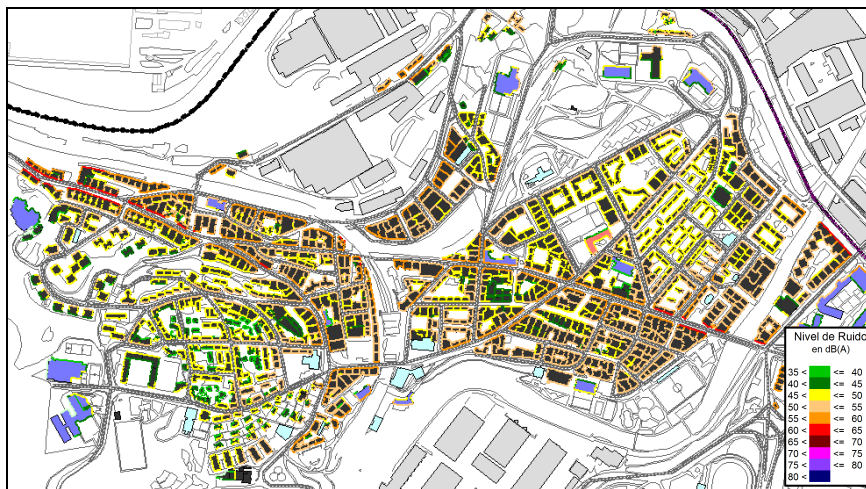 Nivel de Ruido
en dB(A)
35 < <= 40
40 < <= 45
45 < <= 50
50 < <= 55
55 < <= 60
60 < <= 65
65 < <= 70
70 < <= 75
75 < <= 80
80 <